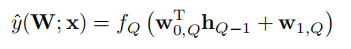 ŷ(W; x) = f_Q (w_{0,Q}^T h_{Q−1} + w_{1,Q})